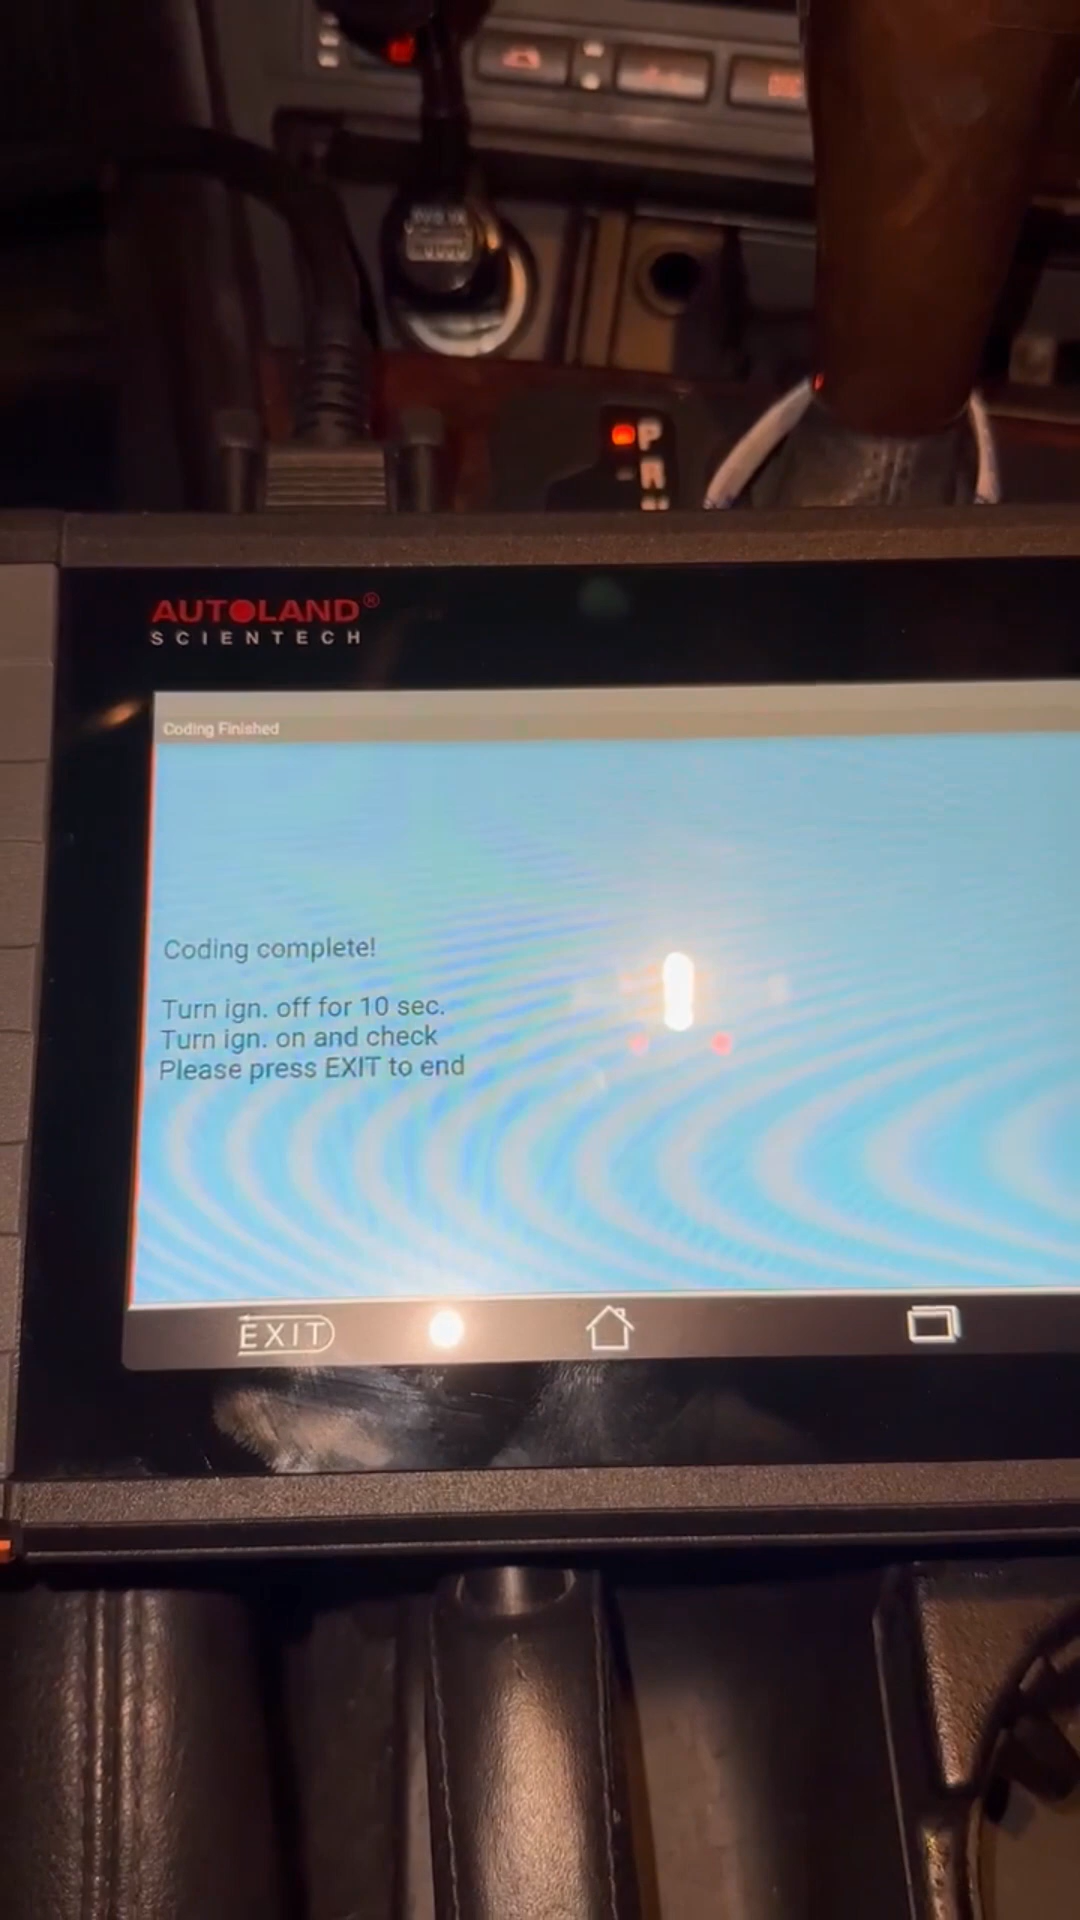 P
R
AUTOLAND®
SCIENTECH
Coding Finished
Coding complete!
Turn ign. off for 10 sec.
Turn ign. on and check
Please press EXIT to end
EXIT